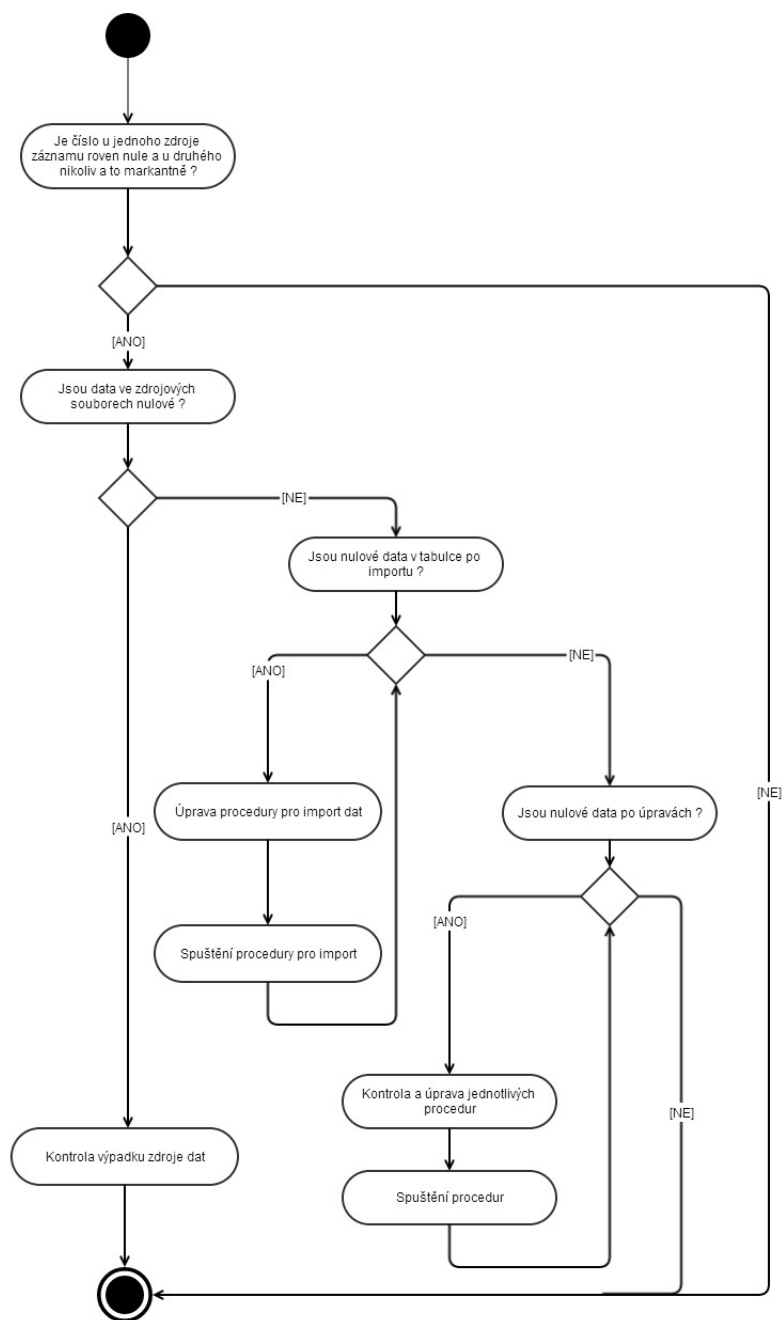 Je číslo u jednoho zdroje
záznamu roven nule a u druhého
nikoliv a to markantně ?
[ANO]
Jsou data ve zdrojových
souborech nulové ?
[NE]
Jsou nulové data v tabulce po
importu ?
[ANO]
[NE]
Úprava procedury pro import dat
Jsou nulové data po úpravách ?
[NE]
[ANO]
[ANO]
Spuštění procedury pro import
Kontrola a úprava jednotlivých
procedur
[NE]
Kontrola výpadku zdroje dat
Spuštění procedur